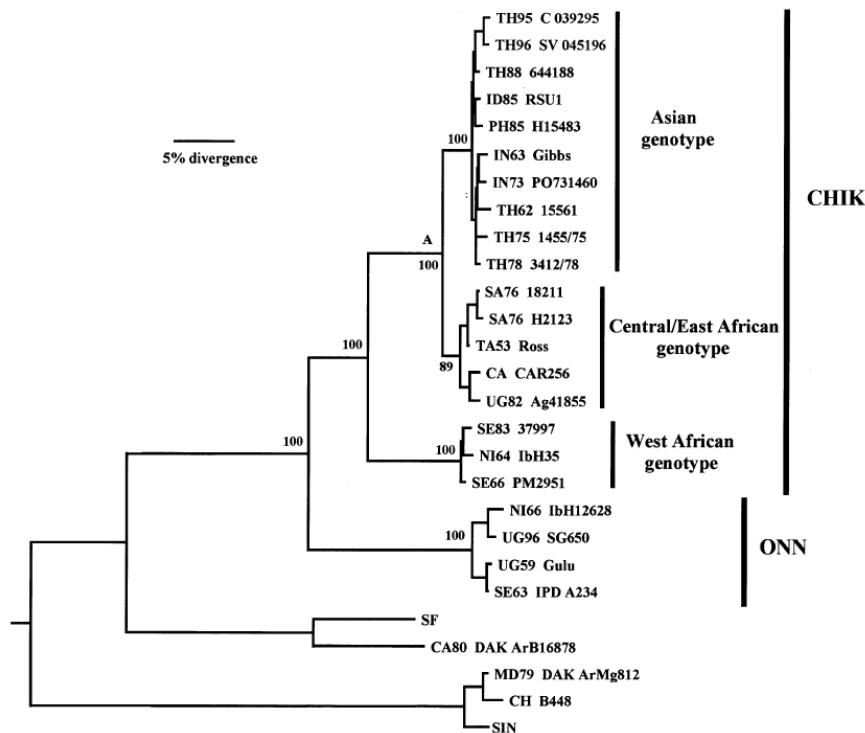 TH95 C 039295
TH96 SV 045196
TH88 644188
ID85 RSU1
PH85 H15483
IN63 Gibbs
IN73 PO731460
TH62 15561
TH75 1455/75
TH78 3412/78
SA76 18211
SA76 H2123
TA53 Ross
CA CAR256
UG82 Ag41855
SE83 37997
NI64 IbH35
SE66 PM2951
NI66 IbH12628
UG96 SG650
UG59 Gulu
SE63 IPD A234
SF
CA80 DAK ArB16878
MD79 DAK ArMg812
CH B448
SIN
5% divergence
100
A
100
89
100
100
100
100
Asian
genotype
Central/East African
genotype
West African
genotype
CHIK
ONN